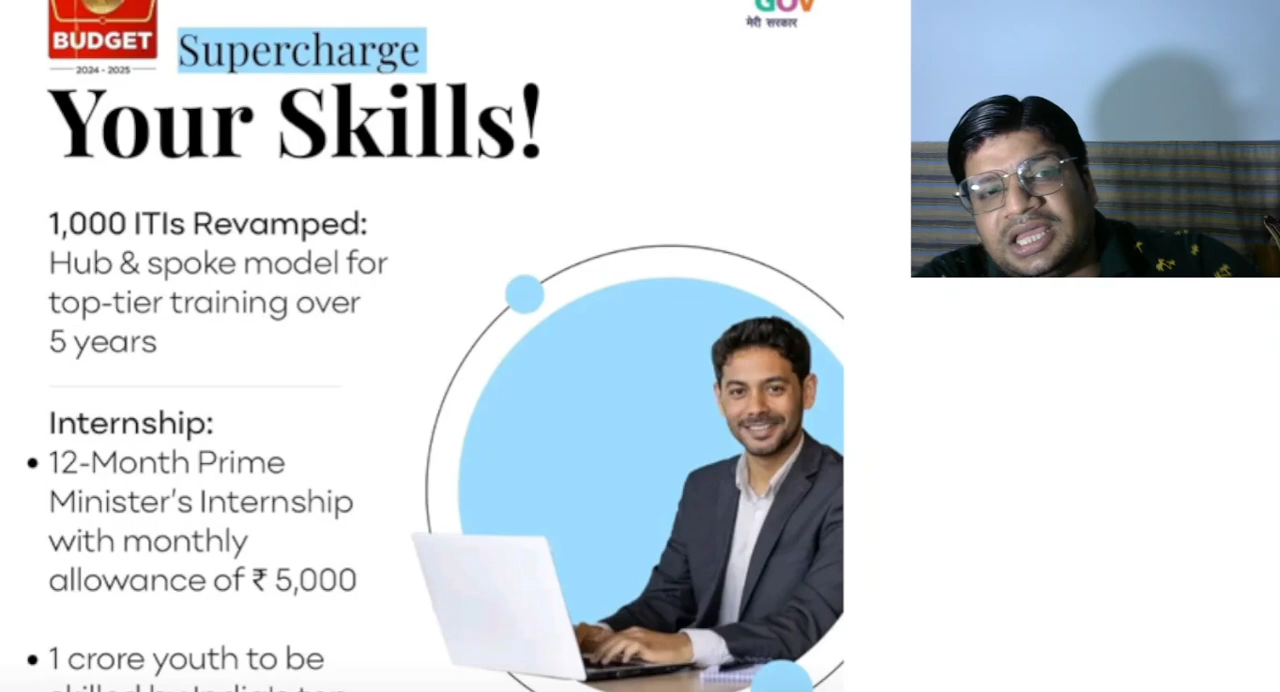 GOV
मेरी सरकार
BUDGET
2024 - 2025
Supercharge
Your Skills!
1,000 ITIs Revamped:
Hub & spoke model for
top-tier training over
5 years
Internship:
• 12-Month Prime
Minister's Internship
with monthly
allowance of ₹ 5,000
• 1 crore youth to be